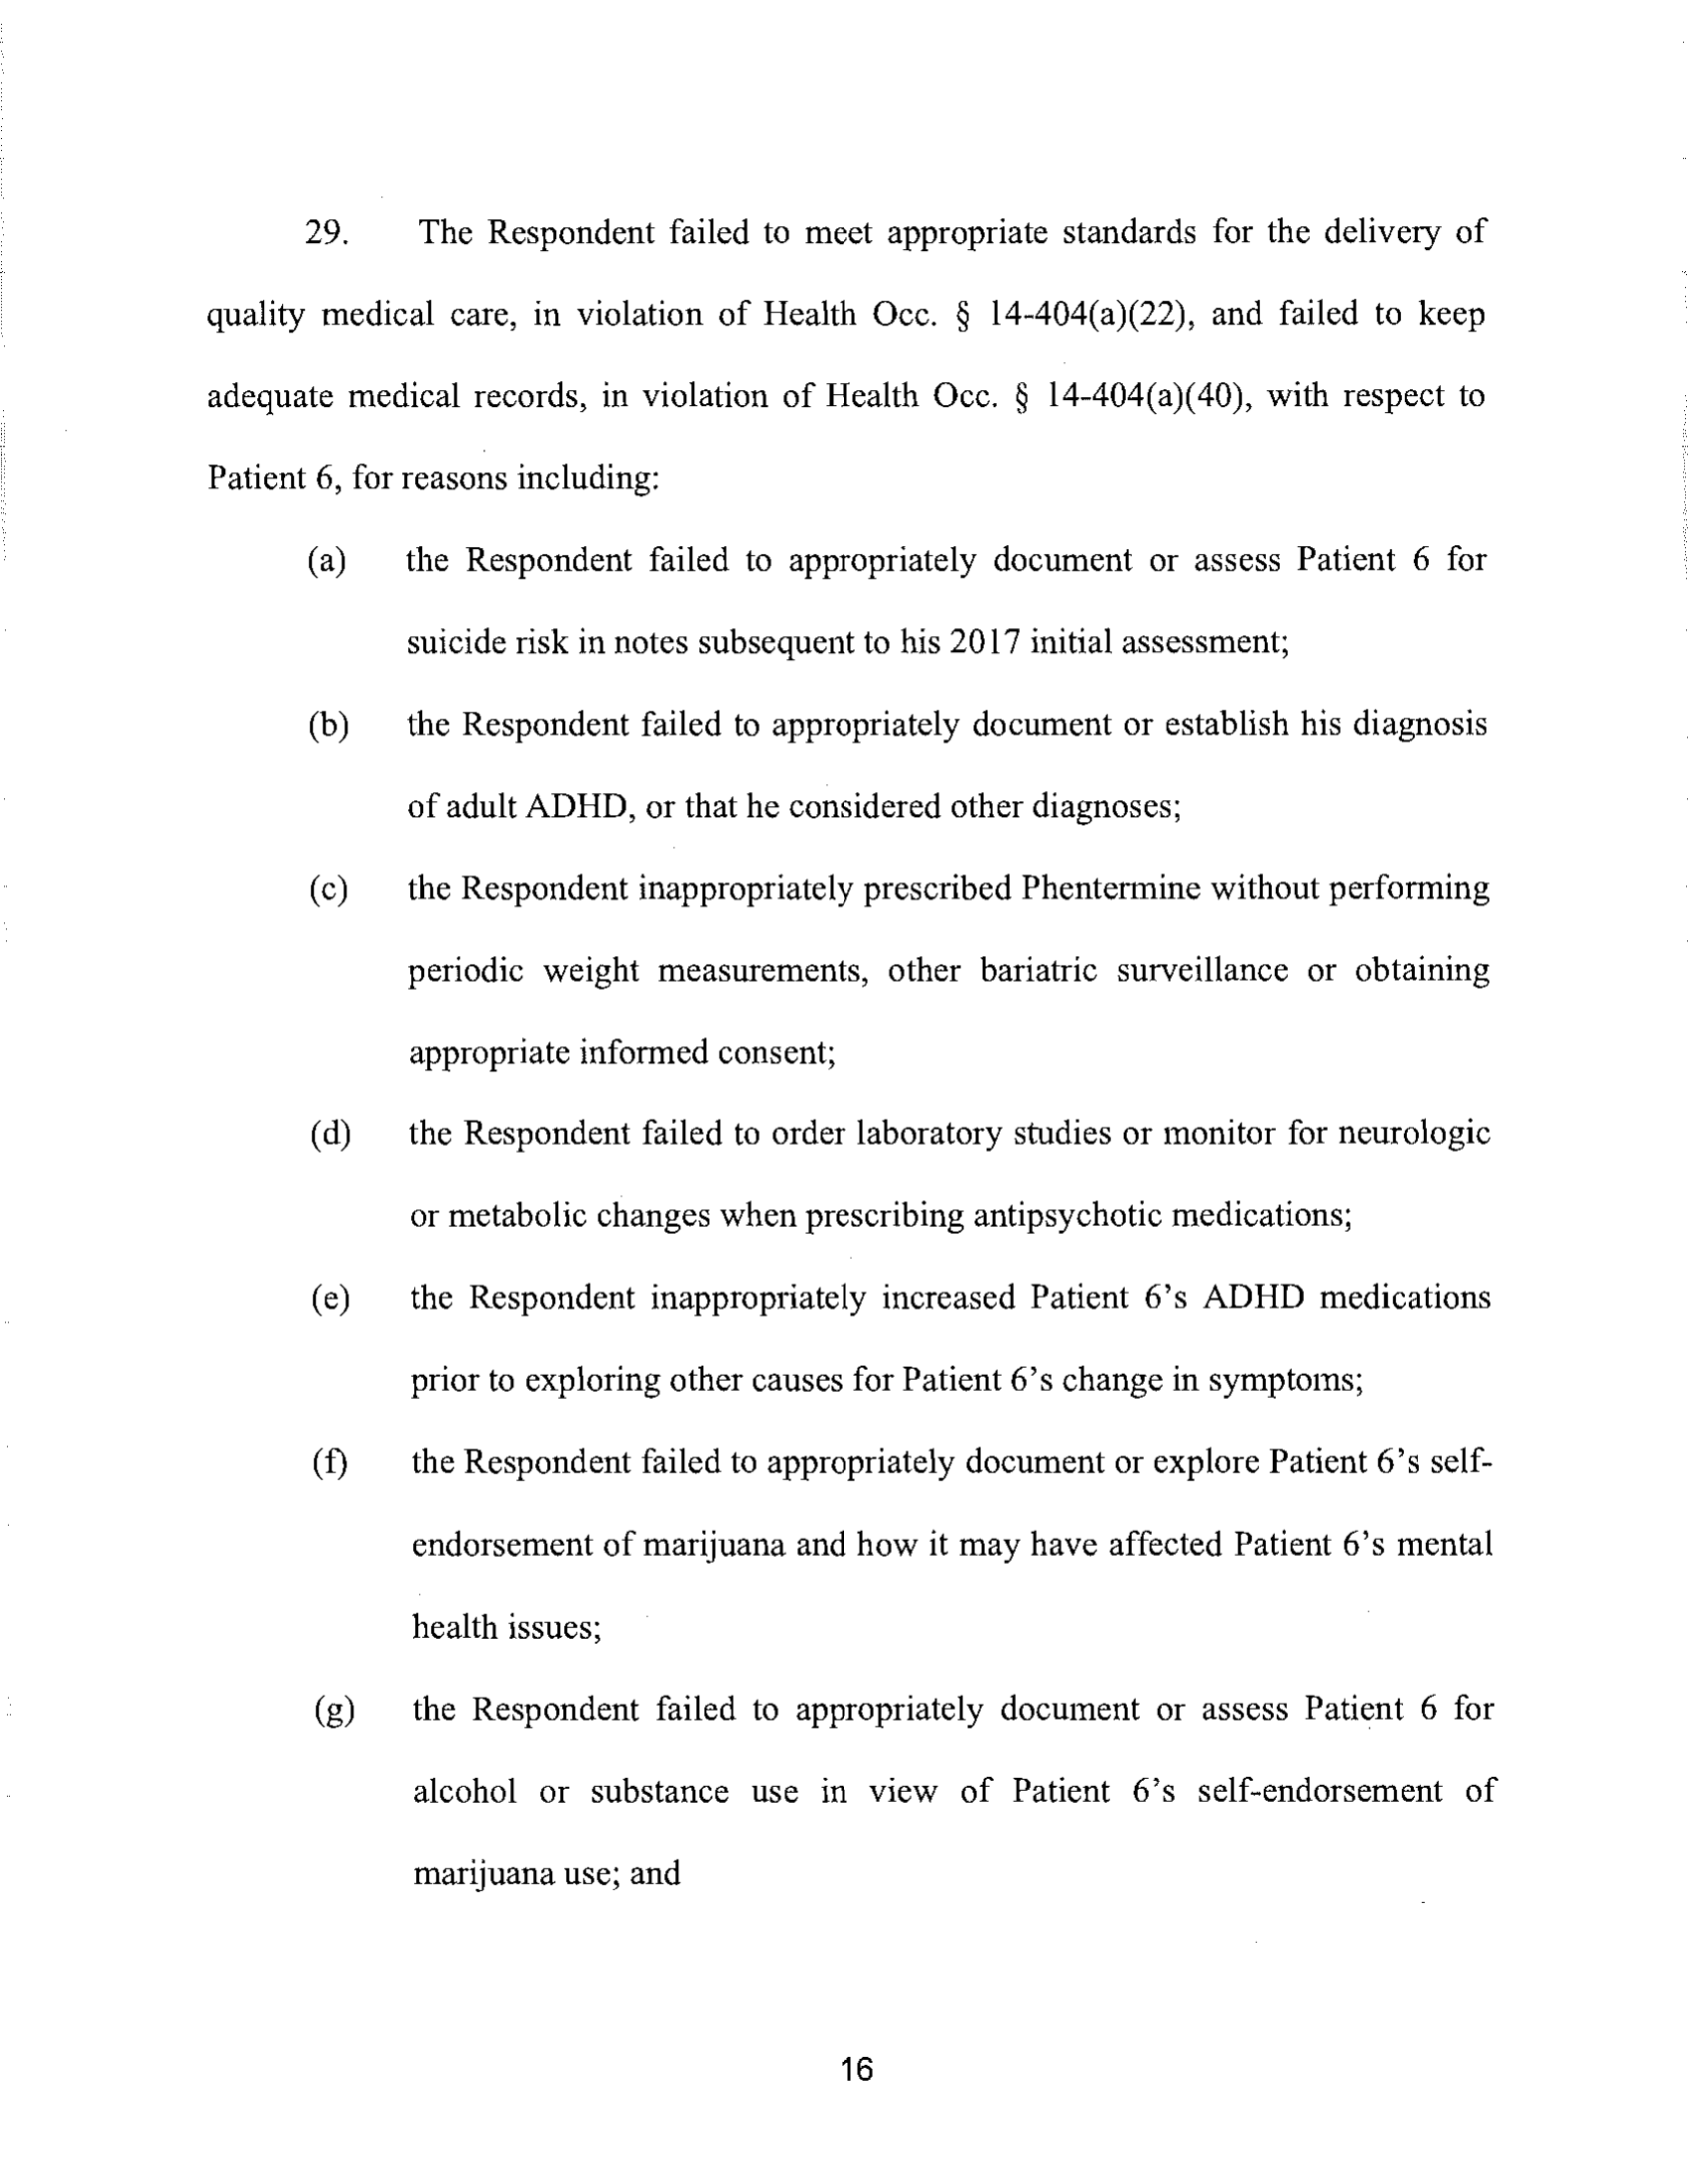 29. The Respondent failed to meet appropriate standards for the delivery of
quality medical care, in violation of Health Occ. § 14-404(a)(22), and failed to keep
adequate medical records, in violation of Health Occ. § 14-404(a)(40), with respect to
Patient 6, for reasons including:
(a) the Respondent failed to appropriately document or assess Patient 6 for
suicide risk in notes subsequent to his 2017 initial assessment;
(b) the Respondent failed to appropriately document or establish his diagnosis
of adult ADHD, or that he considered other diagnoses;
(c) the Respondent inappropriately prescribed Phentermine without performing
periodic weight measurements, other bariatric surveillance or obtaining
appropriate informed consent;
(d) the Respondent failed to order laboratory studies or monitor for neurologic
or metabolic changes when prescribing antipsychotic medications;
(e) the Respondent inappropriately increased Patient 6's ADHD medications
prior to exploring other causes for Patient 6's change in symptoms;
(f) the Respondent failed to appropriately document or explore Patient 6's self-
endorsement of marijuana and how it may have affected Patient 6's mental
health issues;
(g) the Respondent failed to appropriately document or assess Patient 6 for
alcohol or substance use in view of Patient 6's self-endorsement of
marijuana use; and
16